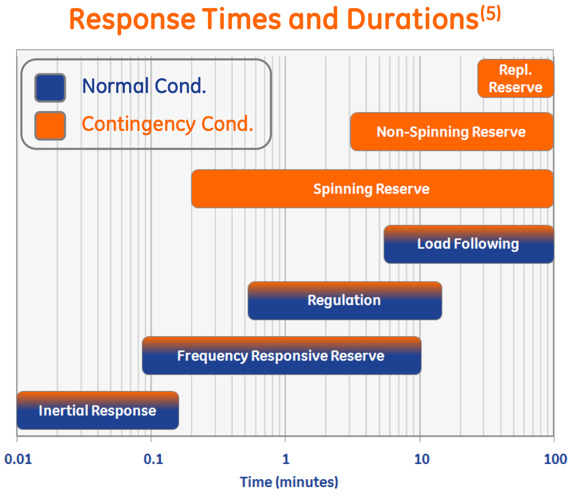 Response Times and Durations(5)
Normal Cond.
Contingency Cond.
Repl.
Reserve
Non-Spinning Reserve
Spinning Reserve
Load Following
Regulation
Frequency Responsive Reserve
Inertial Response
0.01 0.1 1 10 100
Time (minutes)